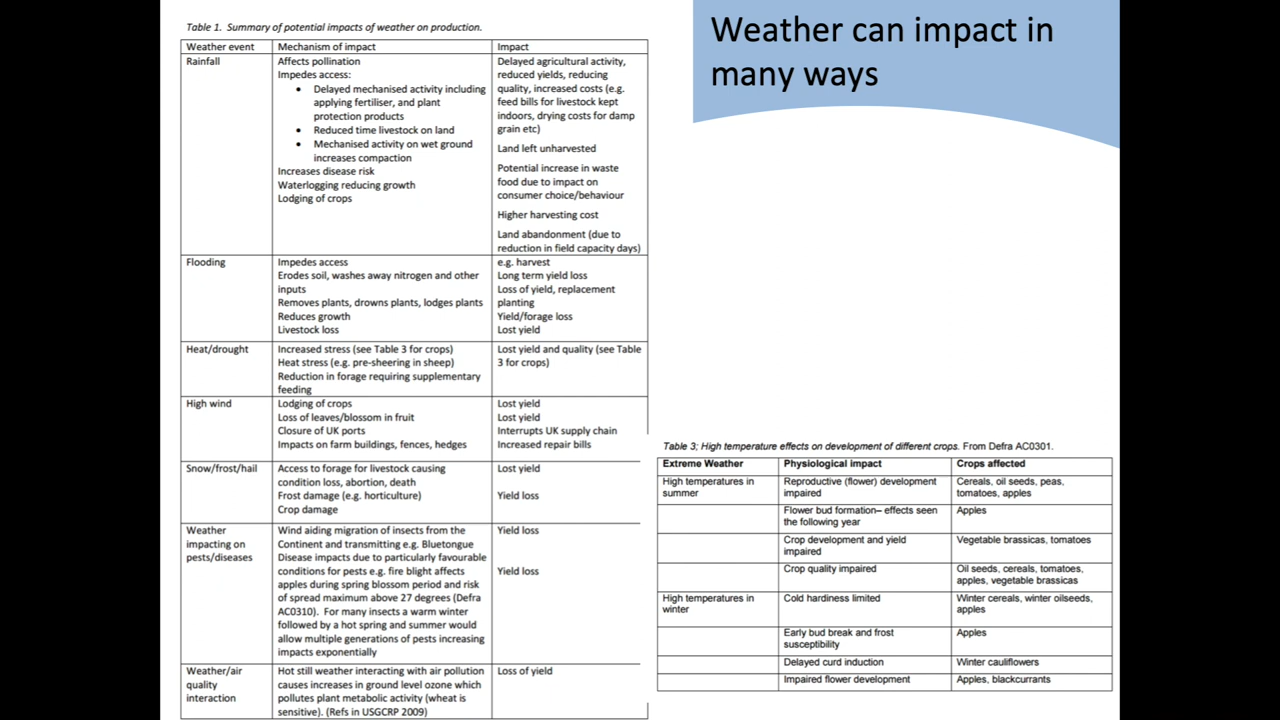 Weather can impact in
many ways
Table 1. Summary of potential impacts of weather on production.
Weather event Mechanism of impact Impact
Rainfall
Affects pollination
Impedes access:
• Delayed mechanised activity including
applying fertiliser, and plant
protection products
• Reduced time livestock on land
• Mechanised activity on wet ground
increases compaction
Increases disease risk
Waterlogging reducing growth
Lodging of crops
Delayed agricultural activity,
reduced yields, reducing
quality, increased costs (e.g.
feed bills for livestock kept
indoors, drying costs for damp
grain etc)
Land left unharvested
Potential increase in waste
food due to impact on
consumer choice/behaviour
Higher harvesting cost
Land abandonment (due to
reduction in field capacity days)
Flooding
Impedes access
Erodes soil, washes away nitrogen and other
inputs
Removes plants, drowns plants, lodges plants
Reduces growth
Livestock loss
e.g. harvest
Long term yield loss
Loss of yield, replacement
planting
Yield/forage loss
Lost yield
Heat/drought
Increased stress (see Table 3 for crops)
Heat stress (e.g. pre-sheering in sheep)
Reduction in forage requiring supplementary
feeding
Lost yield and quality (see Table
3 for crops)
High wind
Lodging of crops
Loss of leaves/blossom in fruit
Closure of UK ports
Impacts on farm buildings, fences, hedges
Lost yield
Lost yield
Interrupts UK supply chain
Increased repair bills
Snow/frost/hail
Access to forage for livestock causing
condition loss, abortion, death
Frost damage (e.g. horticulture)
Crop damage
Lost yield
Yield loss
Weather
impacting on
pests/diseases
Wind aiding migration of insects from the
Continent and transmitting e.g. Bluetongue
Disease impacts due to particularly favourable
conditions for pests e.g. fire blight affects
apples during spring blossom period and risk
of spread maximum above 27 degrees (Defra
AC0310). For many insects a warm winter
followed by a hot spring and summer would
allow multiple generations of pests increasing
impacts exponentially
Yield loss
Yield loss
Weather/air
quality
interaction
Hot still weather interacting with air pollution
causes increases in ground level ozone which
pollutes plant metabolic activity (wheat is
sensitive). (Refs in USGCRP 2009)
Loss of yield
Table 3; High temperature effects on development of different crops. From Defra AC0301.
Extreme Weather Physiological impact Crops affected
High temperatures in
summer
Reproductive (flower) development
impaired
Cereals, oil seeds, peas,
tomatoes, apples
Flower bud formation– effects seen
the following year
Apples
Crop development and yield
impaired
Vegetable brassicas, tomatoes
Crop quality impaired
Oil seeds, cereals, tomatoes,
apples, vegetable brassicas
High temperatures in
winter
Cold hardiness limited
Winter cereals, winter oilseeds,
apples
Early bud break and frost
susceptibility
Apples
Delayed curd induction Winter cauliflowers
Impaired flower development Apples, blackcurrants